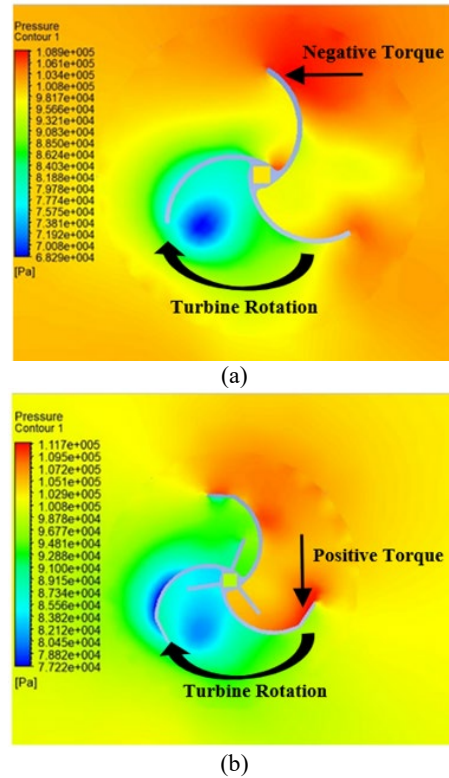 Pressure
Contour 1
1.089e+005
1.061e+005
1.034e+005
1.008e+005
9.817e+004
9.566e+004
9.321e+004
9.083e+004
8.850e+004
8.624e+004
8.403e+004
8.188e+004
7.978e+004
7.774e+004
7.575e+004
7.381e+004
7.192e+004
7.008e+004
6.829e+004
[Pa]
Negative Torque
Turbine Rotation
(a)
Pressure
Contour 1
1.117e+005
1.095e+005
1.072e+005
1.051e+005
1.029e+005
1.008e+005
9.878e+004
9.677e+004
9.481e+004
9.288e+004
9.100e+004
8.915e+004
8.734e+004
8.556e+004
8.382e+004
8.212e+004
8.045e+004
7.882e+004
7.722e+004
[Pa]
Positive Torque
Turbine Rotation
(b)